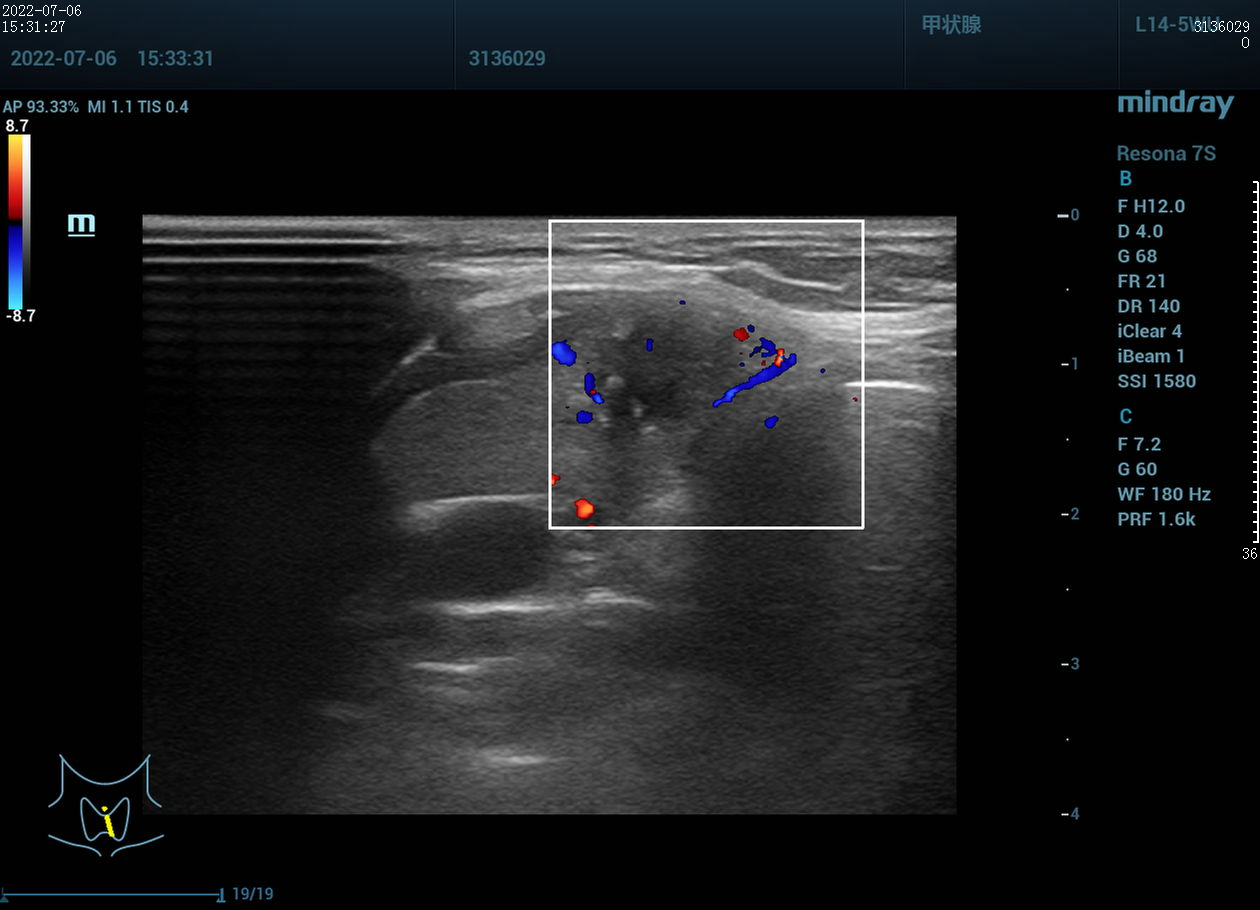 2022-07-06
15:31:27
2022-07-06 15:33:31
3136029
甲状腺
L14-5WU
3136029
0
AP 93.33% MI 1.1 TIS 0.4
8.7
-8.7
m
mindray
Resona 7S
B
F H12.0
D 4.0
G 68
FR 21
DR 140
iClear 4
iBeam 1
SSI 1580
C
F 7.2
G 60
WF 180 Hz
PRF 1.6k
0
1
2
3
4
36
19/19